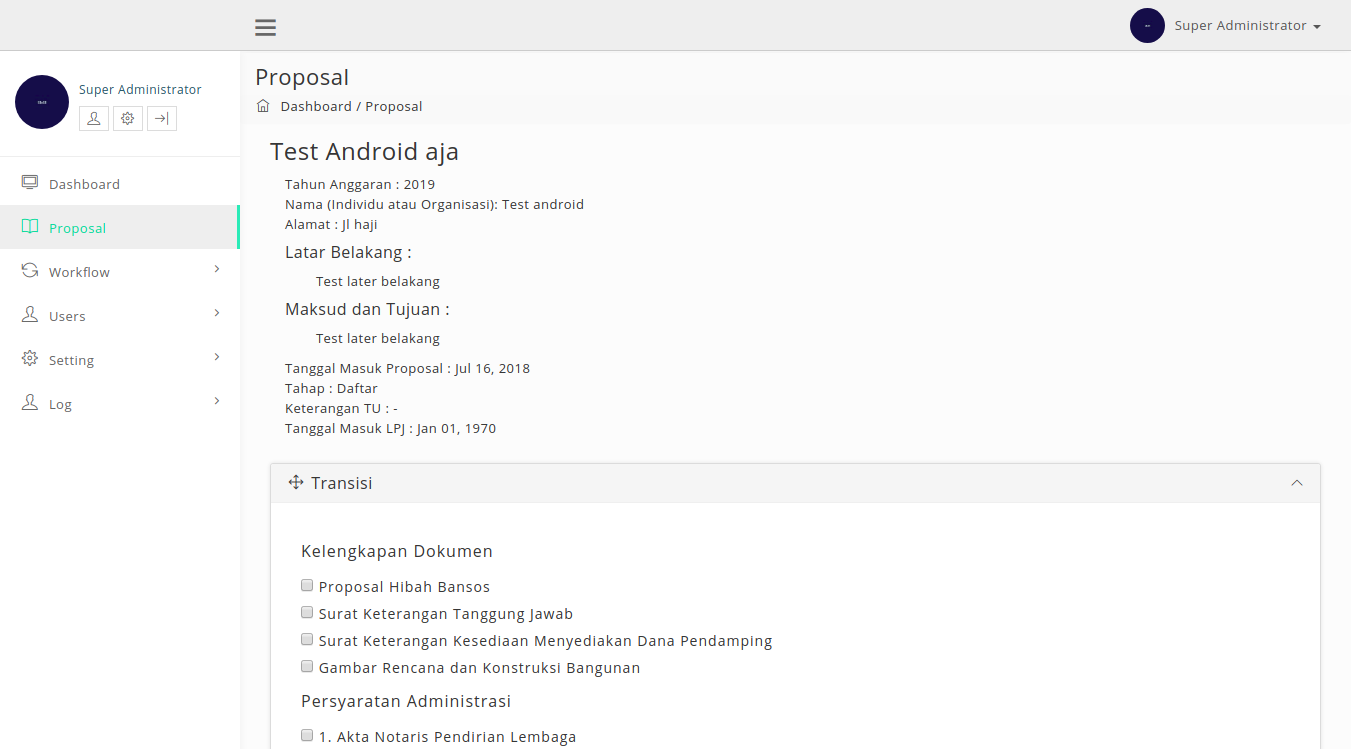 Super Administrator
Super Administrator
Dashboard
Proposal
Workflow
Users
Setting
Log
Proposal
Dashboard / Proposal
Test Android aja
Tahun Anggaran : 2019
Nama (Individu atau Organisasi): Test android
Alamat : Jl haji
Latar Belakang :
Test later belakang
Maksud dan Tujuan :
Test later belakang
Tanggal Masuk Proposal : Jul 16, 2018
Tahap : Daftar
Keterangan TU : -
Tanggal Masuk LPJ : Jan 01, 1970
Transisi
Kelengkapan Dokumen
Proposal Hibah Bansos
Surat Keterangan Tanggung Jawab
Surat Keterangan Kesediaan Menyediakan Dana Pendamping
Gambar Rencana dan Konstruksi Bangunan
Persyaratan Administrasi
1. Akta Notaris Pendirian Lembaga